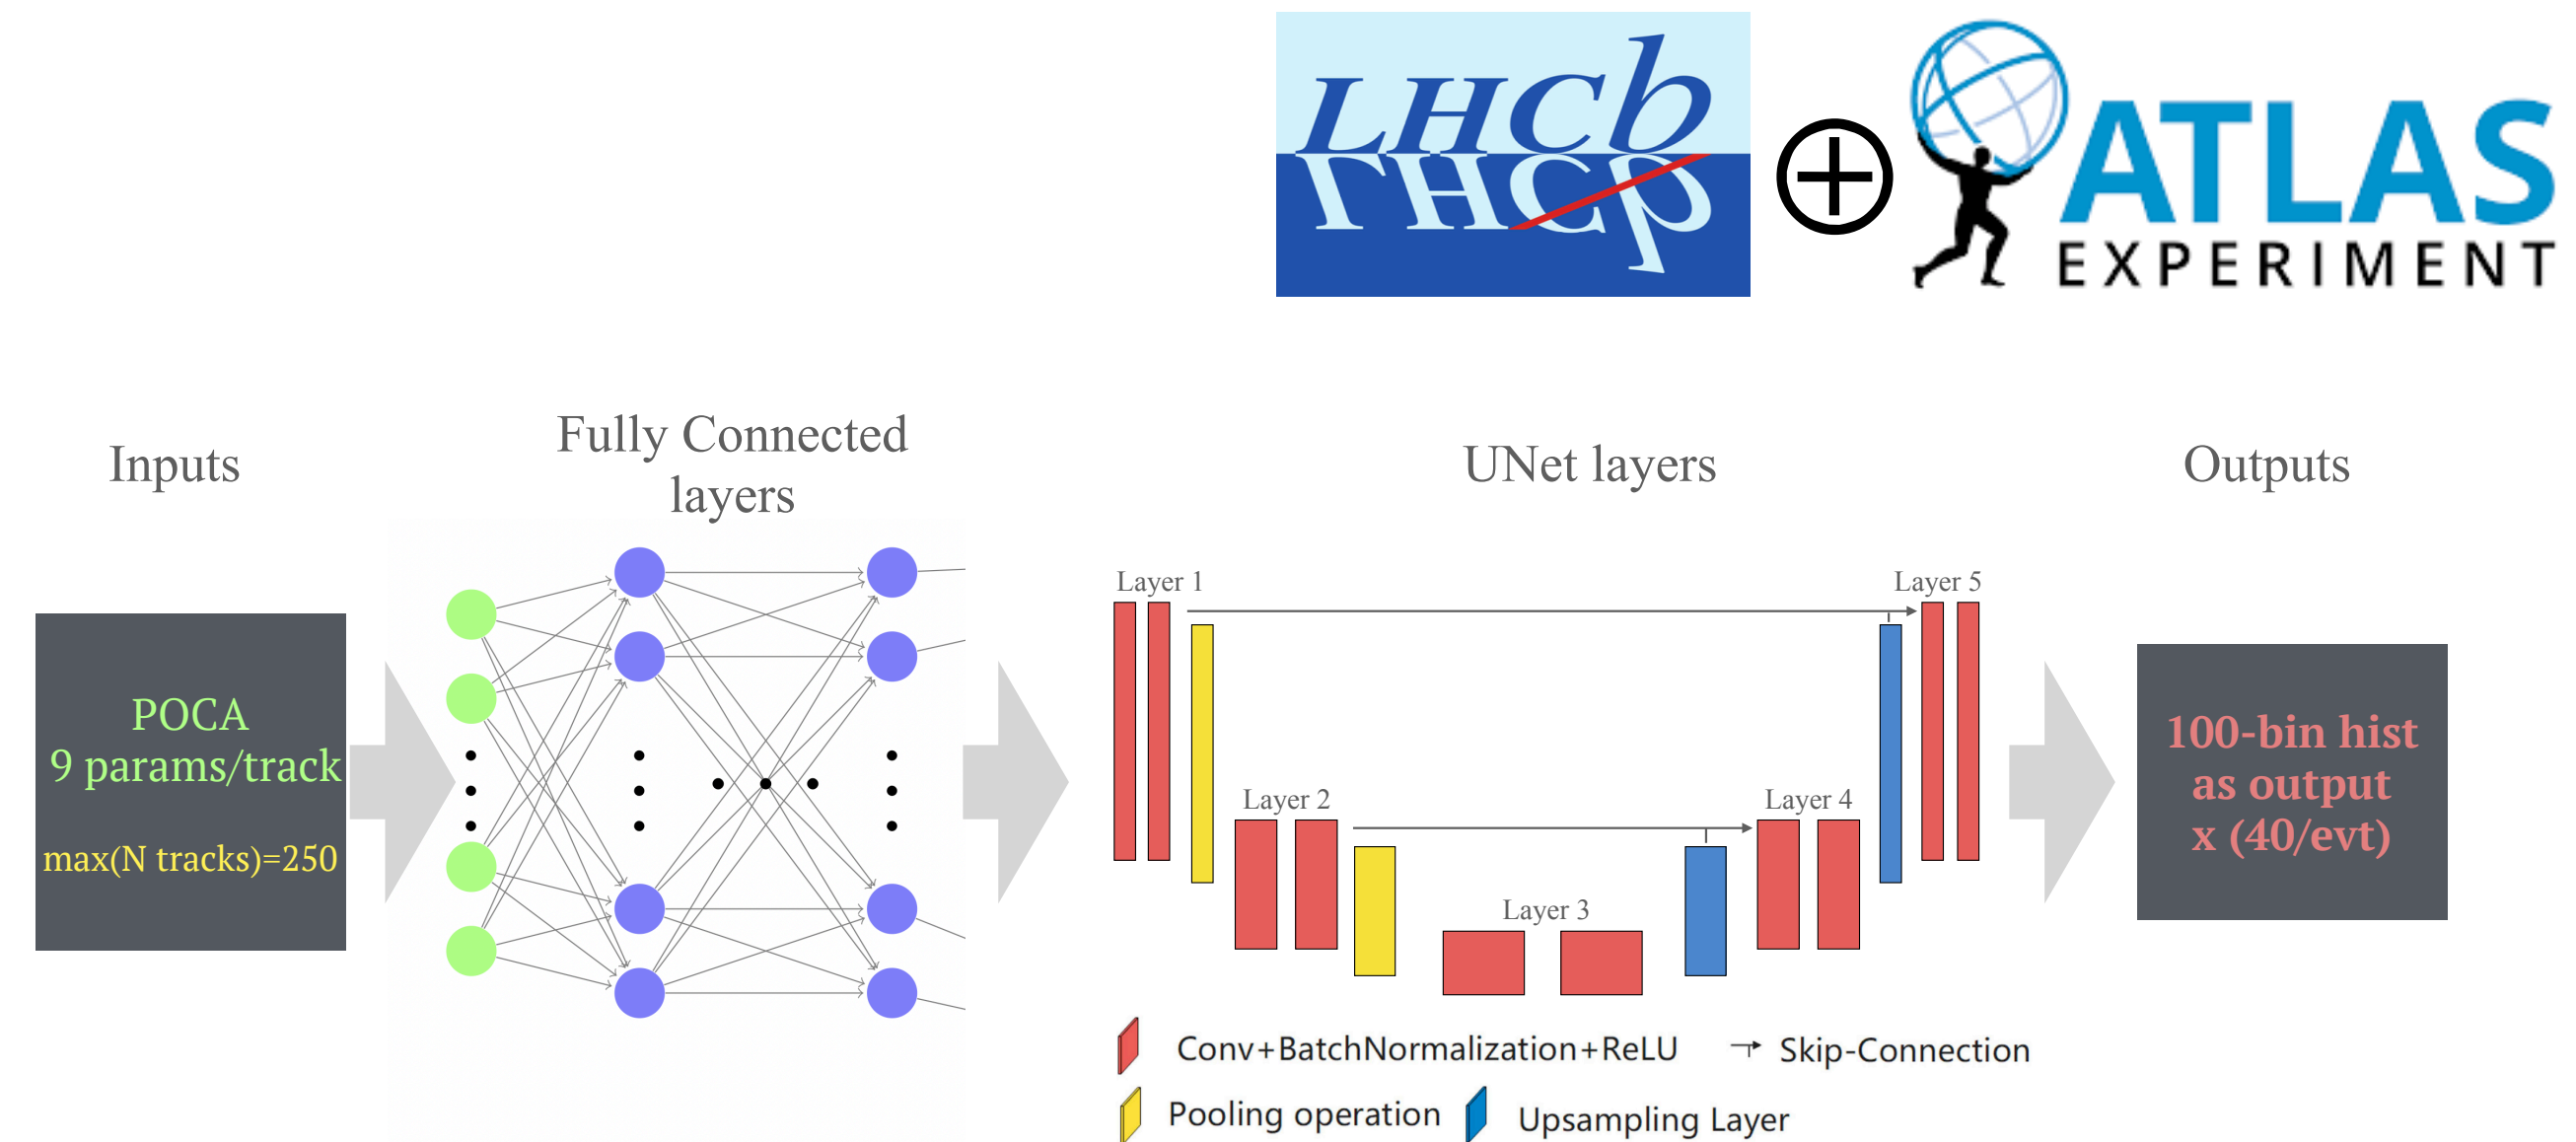 LHCb
LHCb
ATLAS
EXPERIMENT
Inputs
Fully Connected
layers
UNet layers
Outputs
POCA
9 params/track
max(N tracks)=250
Layer 1
Layer 5
Layer 2
Layer 4
Layer 3
100-bin hist
as output
x (40/evt)
Conv+BatchNormalization+ReLU
Skip-Connection
Pooling operation
Upsampling Layer